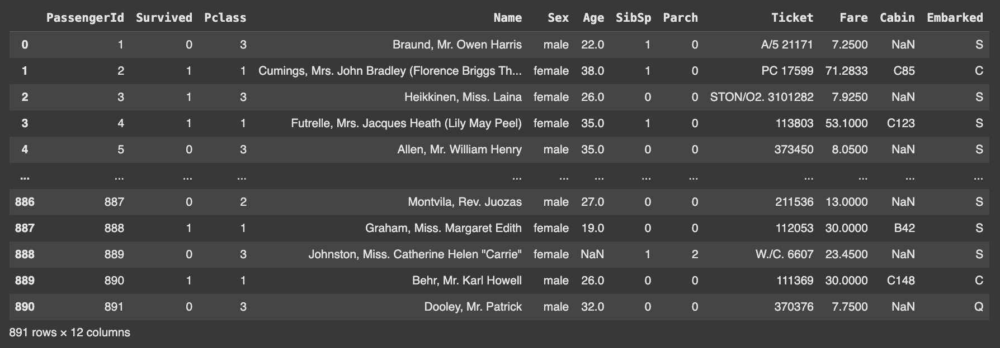 PassengerId Survived Pclass Name Sex Age SibSp Parch Ticket Fare Cabin Embarked
0 1 0 3 Braund, Mr. Owen Harris male 22.0 1 0 A/5 21171 7.2500 NaN S
1 2 1 1 Cumings, Mrs. John Bradley (Florence Briggs Th... female 38.0 1 0 PC 17599 71.2833 C85 C
2 3 1 3 Heikkinen, Miss. Laina female 26.0 0 0 STON/O2. 3101282 7.9250 NaN S
3 4 1 1 Futrelle, Mrs. Jacques Heath (Lily May Peel) female 35.0 1 0 113803 53.1000 C123 S
4 5 0 3 Allen, Mr. William Henry male 35.0 0 0 373450 8.0500 NaN S
... ... ... ... ... ... ... ... ... ... ... ... ...
886 887 0 2 Montvila, Rev. Juozas male 27.0 0 0 211536 13.0000 NaN S
887 888 1 1 Graham, Miss. Margaret Edith female 19.0 0 0 112053 30.0000 B42 S
888 889 0 3 Johnston, Miss. Catherine Helen "Carrie" female NaN 1 2 W./C. 6607 23.4500 NaN S
889 890 1 1 Behr, Mr. Karl Howell male 26.0 0 0 111369 30.0000 C148 C
890 891 0 3 Dooley, Mr. Patrick male 32.0 0 0 370376 7.7500 NaN Q
891 rows × 12 columns